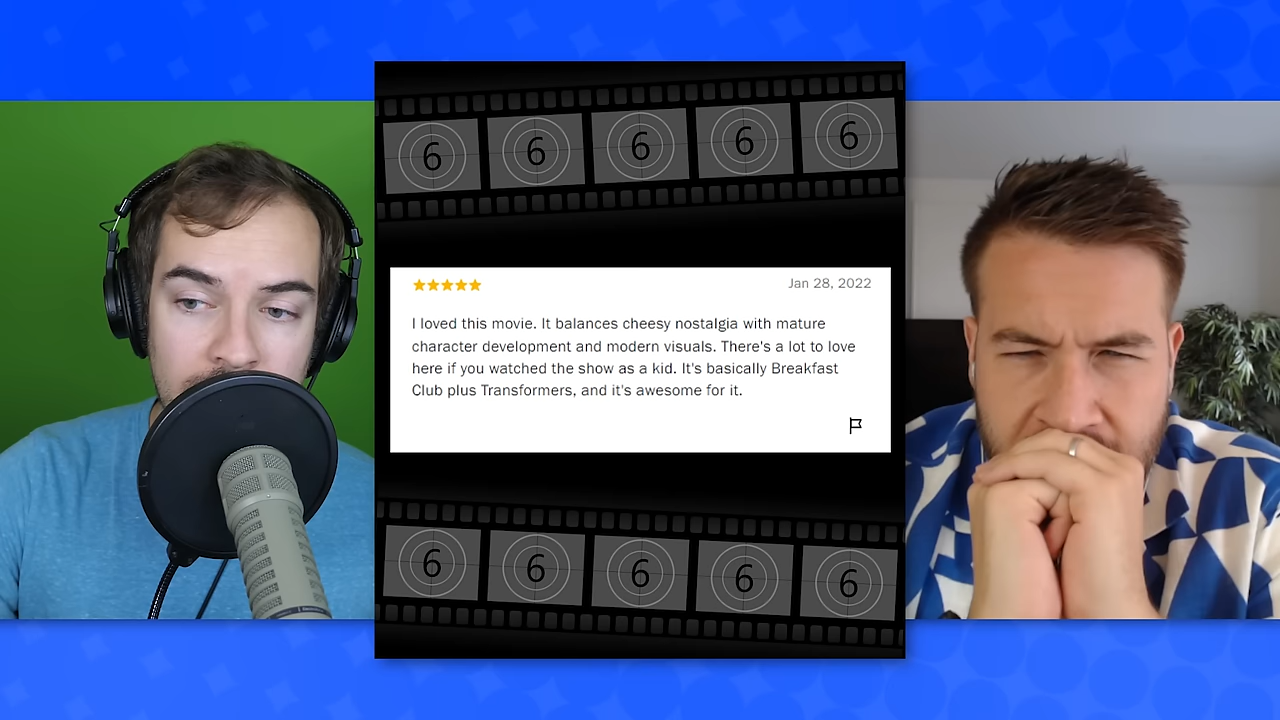 6 6 6 6 6
Jan 28, 2022
I loved this movie. It balances cheesy nostalgia with mature
character development and modern visuals. There's a lot to love
here if you watched the show as a kid. It's basically Breakfast
Club plus Transformers, and it's awesome for it.
6 6 6 6 6